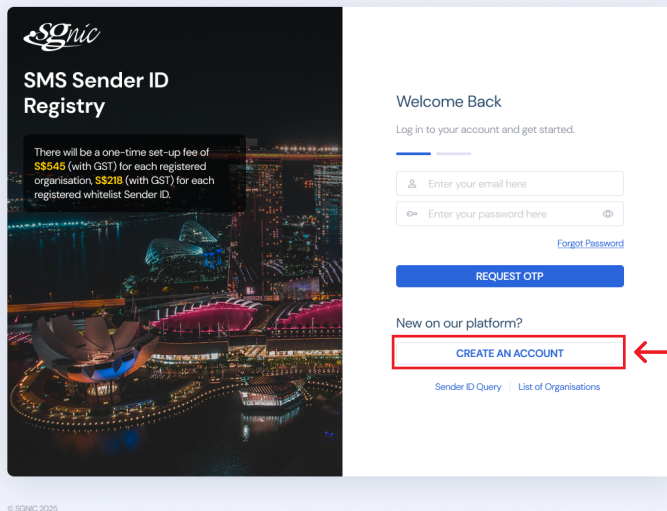 sgnic
SMS Sender ID
Registry
There will be a one-time set-up fee of
S$545 (with GST) for each registered
organisation, S$218 (with GST) for each
registered whitelist Sender ID.
Welcome Back
Log in to your account and get started.
Enter your email here
Enter your password here
Forgot Password
REQUEST OTP
New on our platform?
CREATE AN ACCOUNT
Sender ID Query | List of Organisations
© SGNIC 2025